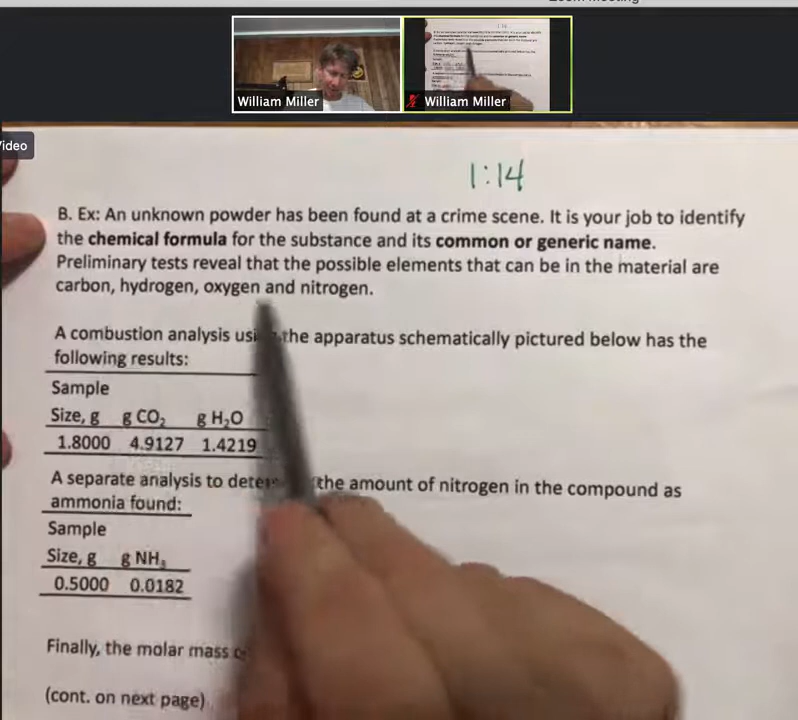 Zoom Meeting
William Miller
William Miller
Video
1:14
B. Ex: An unknown powder has been found at a crime scene. It is your job to identify
the chemical formula for the substance and its common or generic name.
Preliminary tests reveal that the possible elements that can be in the material are
carbon, hydrogen, oxygen and nitrogen.
A combustion analysis the apparatus schematically pictured below has the
following results:
Sample
Size, g g CO₂ g H₂O
1.8000 4.9127 1.4219
A separate analysis to the amount of nitrogen in the compound as
ammonia found:
Sample
Size, g g NH₃
0.5000 0.0182
Finally, the molar mass
(cont. on next page)